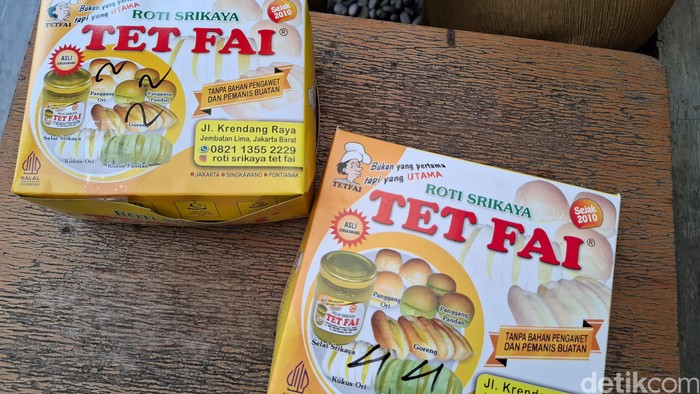 Bukan yang pertama
tapi yang UTAMA
TETFAI
ROTI SRIKAYA
Sejak
2010
TET FAI®
ASLI
SINGKAWANG
TANPA BAHAN PENGAWET
DAN PEMANIS BUATAN
Panggang
Ori
Panggang
Pandan
TET FAI
Goreng
Selai Srikaya
Kukus Ori
Kukus Pandan
Jl. Krendang Raya
Jembatan Lima, Jakarta Barat
0821 1355 2229
roti srikaya tet fai
JAKARTA SINGKAWANG PONTIANAK
HALAL
Bukan yang pertama
tapi yang UTAMA
TETFAI
ROTI SRIKAYA
Sejak
2010
TET FAI®
ASLI
SINGKAWANG
Panggang
Ori
Panggang
Pandan
TET FAI
TANPA BAHAN PENGAWET
DAN PEMANIS BUATAN
Selai Srikaya
Goreng
Kukus Ori
Jl. Krendang
detikcom